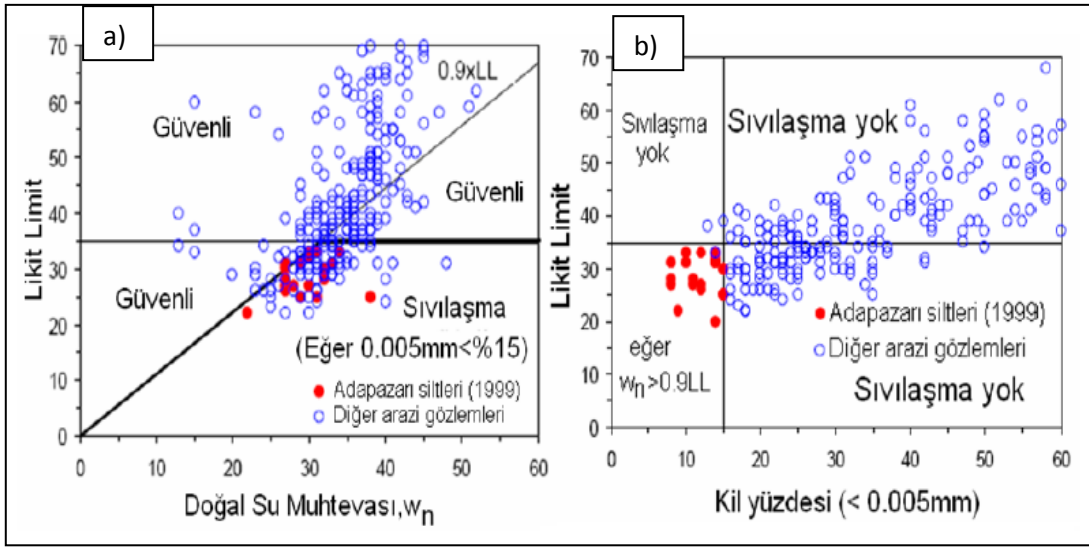 a)
70
60
50
40
30
20
10
0
Likit Limit
0.9xLL
Güvenli
Güvenli
Güvenli
Sıvılaşma
(Eğer 0.005mm<%15)
Adapazarı siltleri (1999)
Diğer arazi gözlemleri
0 10 20 30 40 50 60
Doğal Su Muhtevası,wn
b)
70
60
50
40
30
20
10
0
Likit Limit
Sıvılaşma
yok
Sıvılaşma yok
Adapazarı siltleri (1999)
eğer
Diğer arazi gözlemleri
wn>0.9LL
Sıvılaşma yok
0 10 20 30 40 50 60
Kil yüzdesi (< 0.005mm)